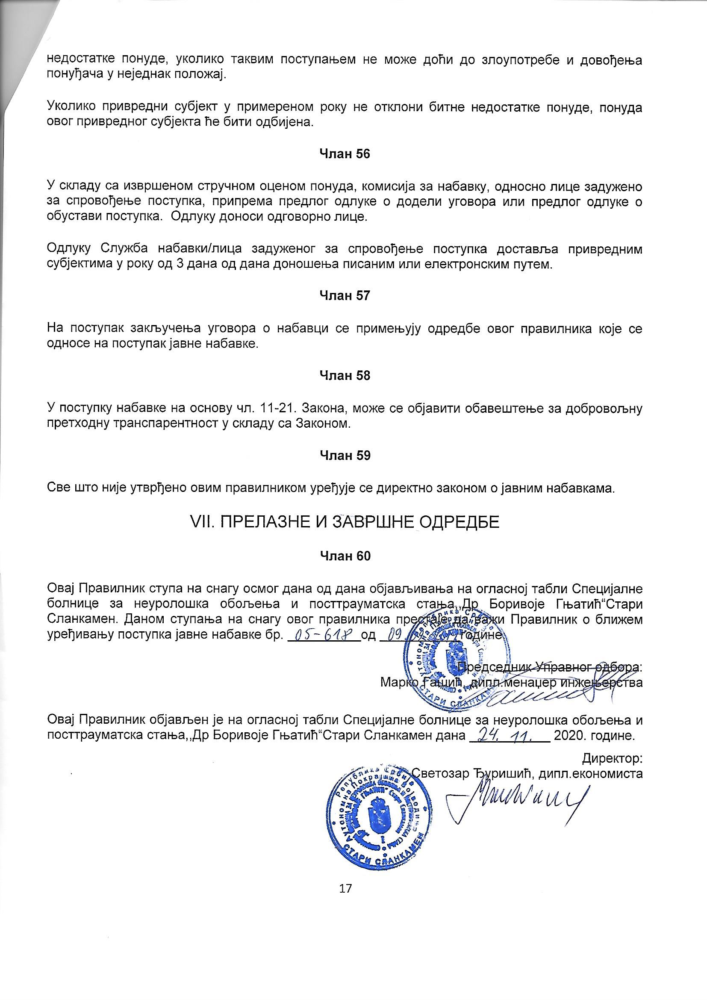 недостатке понуде, уколико таквим поступањем не може доћи до злоупотребе и довођења
понуђача у неједнак положај.
Уколико привредни субјект у примереном року не отклони битне недостатке понуде, понуда
овог привредног субјекта ће бити одбијена.
Члан 56
У складу са извршеном стручном оценом понуда, комисија за набавку, односно лице задужено
за спровођење поступка, припрема предлог одлуке о додели уговора или предлог одлуке о
обустави поступка. Одлуку доноси одговорно лице.
Одлуку Служба набавки/лица задуженог за спровођење поступка доставља привредним
субјектима у року од 3 дана од дана доношења писаним или електронским путем.
Члан 57
На поступак закључења уговора о набавци се примењују одредбе овог правилника које се
односе на поступак јавне набавке.
Члан 58
У поступку набавке на основу чл. 11-21. Закона, може се објавити обавештење за добровољну
претходну транспарентност у складу са Законом.
Члан 59
Све што није утврђено овим правилником уређује се директно законом о јавним набавкама.
VII. ПРЕЛАЗНЕ И ЗАВРШНЕ ОДРЕДБЕ
Члан 60
Овај Правилник ступа на снагу осмог дана од дана објављивања на огласној табли Специјалне
болнице за неуролошка обољења и посттрауматска стања,,Др Боривоје Гњатић“Стари
Сланкамен. Даном ступања на снагу овог правилника престаје да важи Правилник о ближем
уређивању поступка јавне набавке бр. 05-618 од 09. године.
Председник Управног одбора:
Марко Гашић, дипл.менаџер инжењерства
Овај Правилник објављен је на огласној табли Специјалне болнице за неуролошка обољења и
посттрауматска стања,,Др Боривоје Гњатић“Стари Сланкамен дана 24. 11. 2020. године.
Директор:
Светозар Ђуришић, дипл.економиста
Република Србија
Аутономна Покрајина Војводина
СТАРИ СЛАНКАМЕН
17